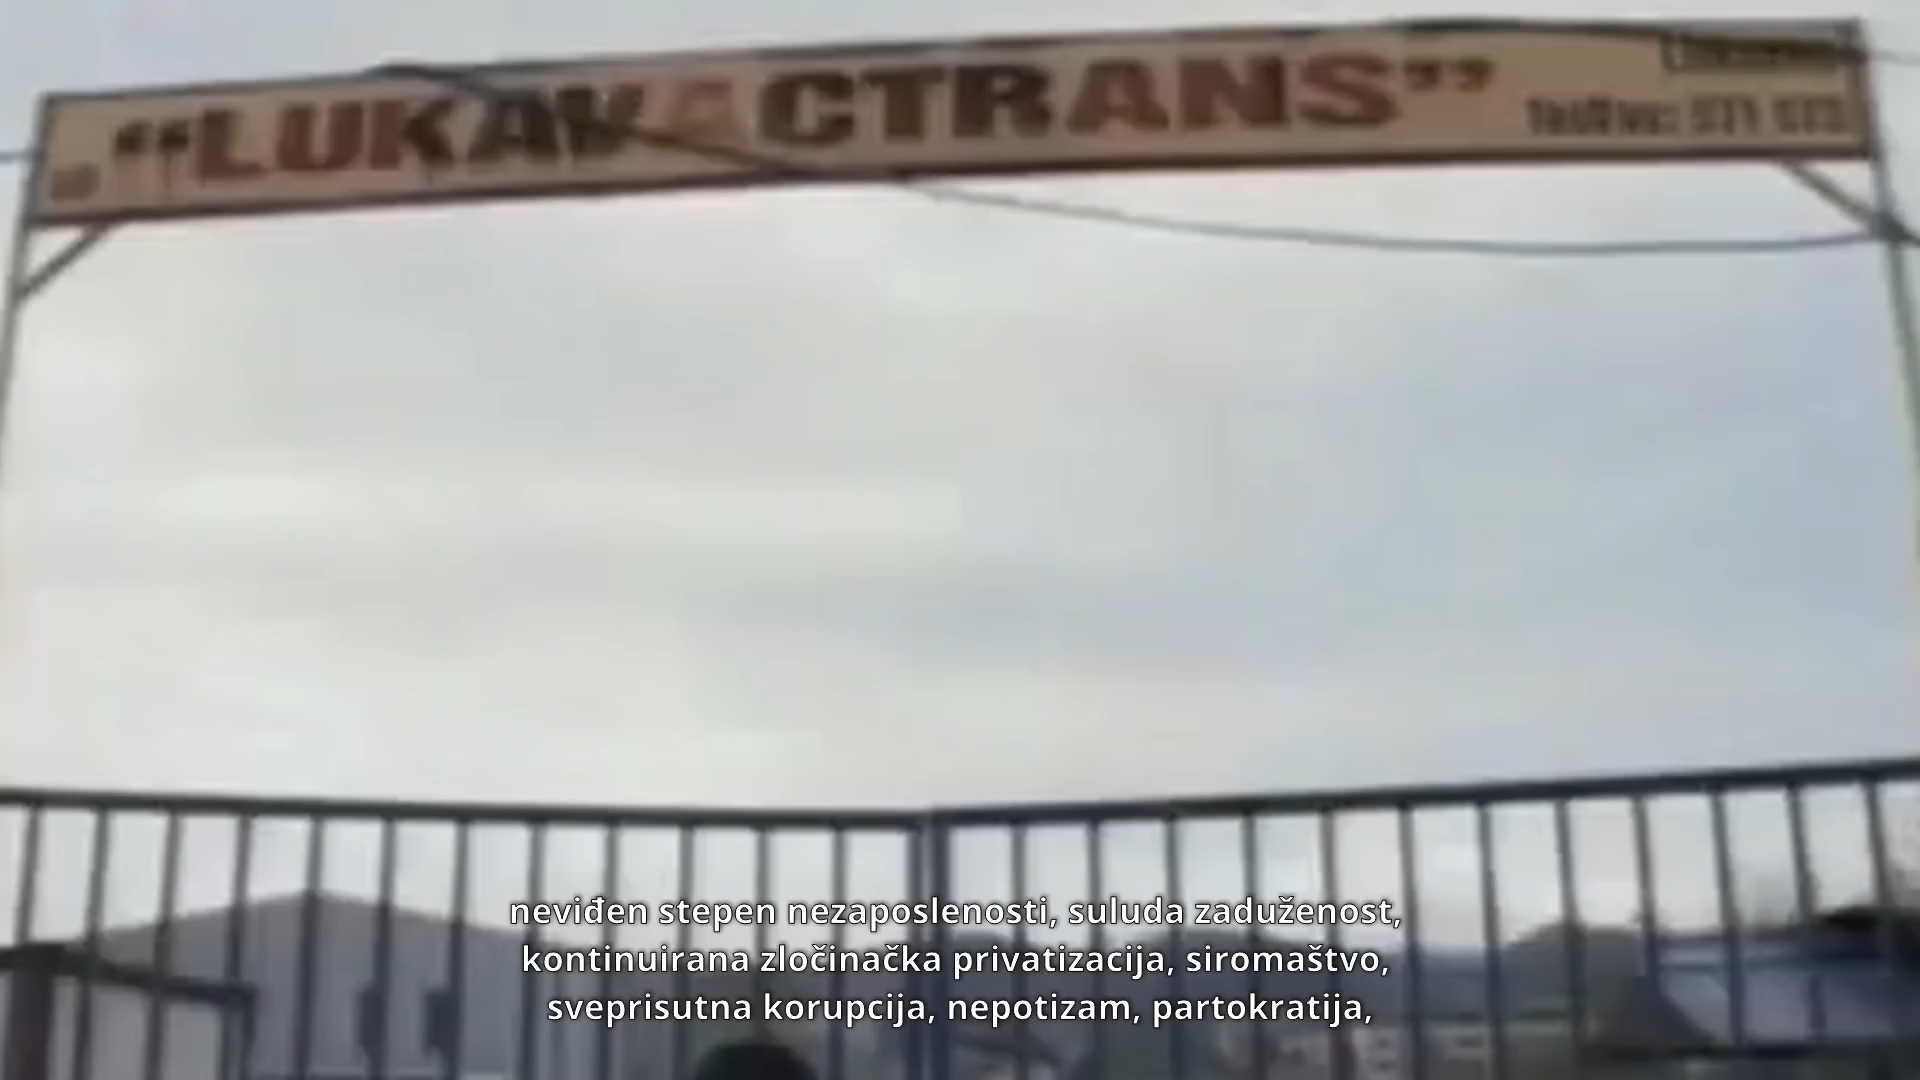 “LUKAVACTRANS”
neviđen stepen nezaposlenosti, suluda zaduženost,
kontinuirana zločinačka privatizacija, siromaštvo,
sveprisutna korupcija, nepotizam, partokratija,